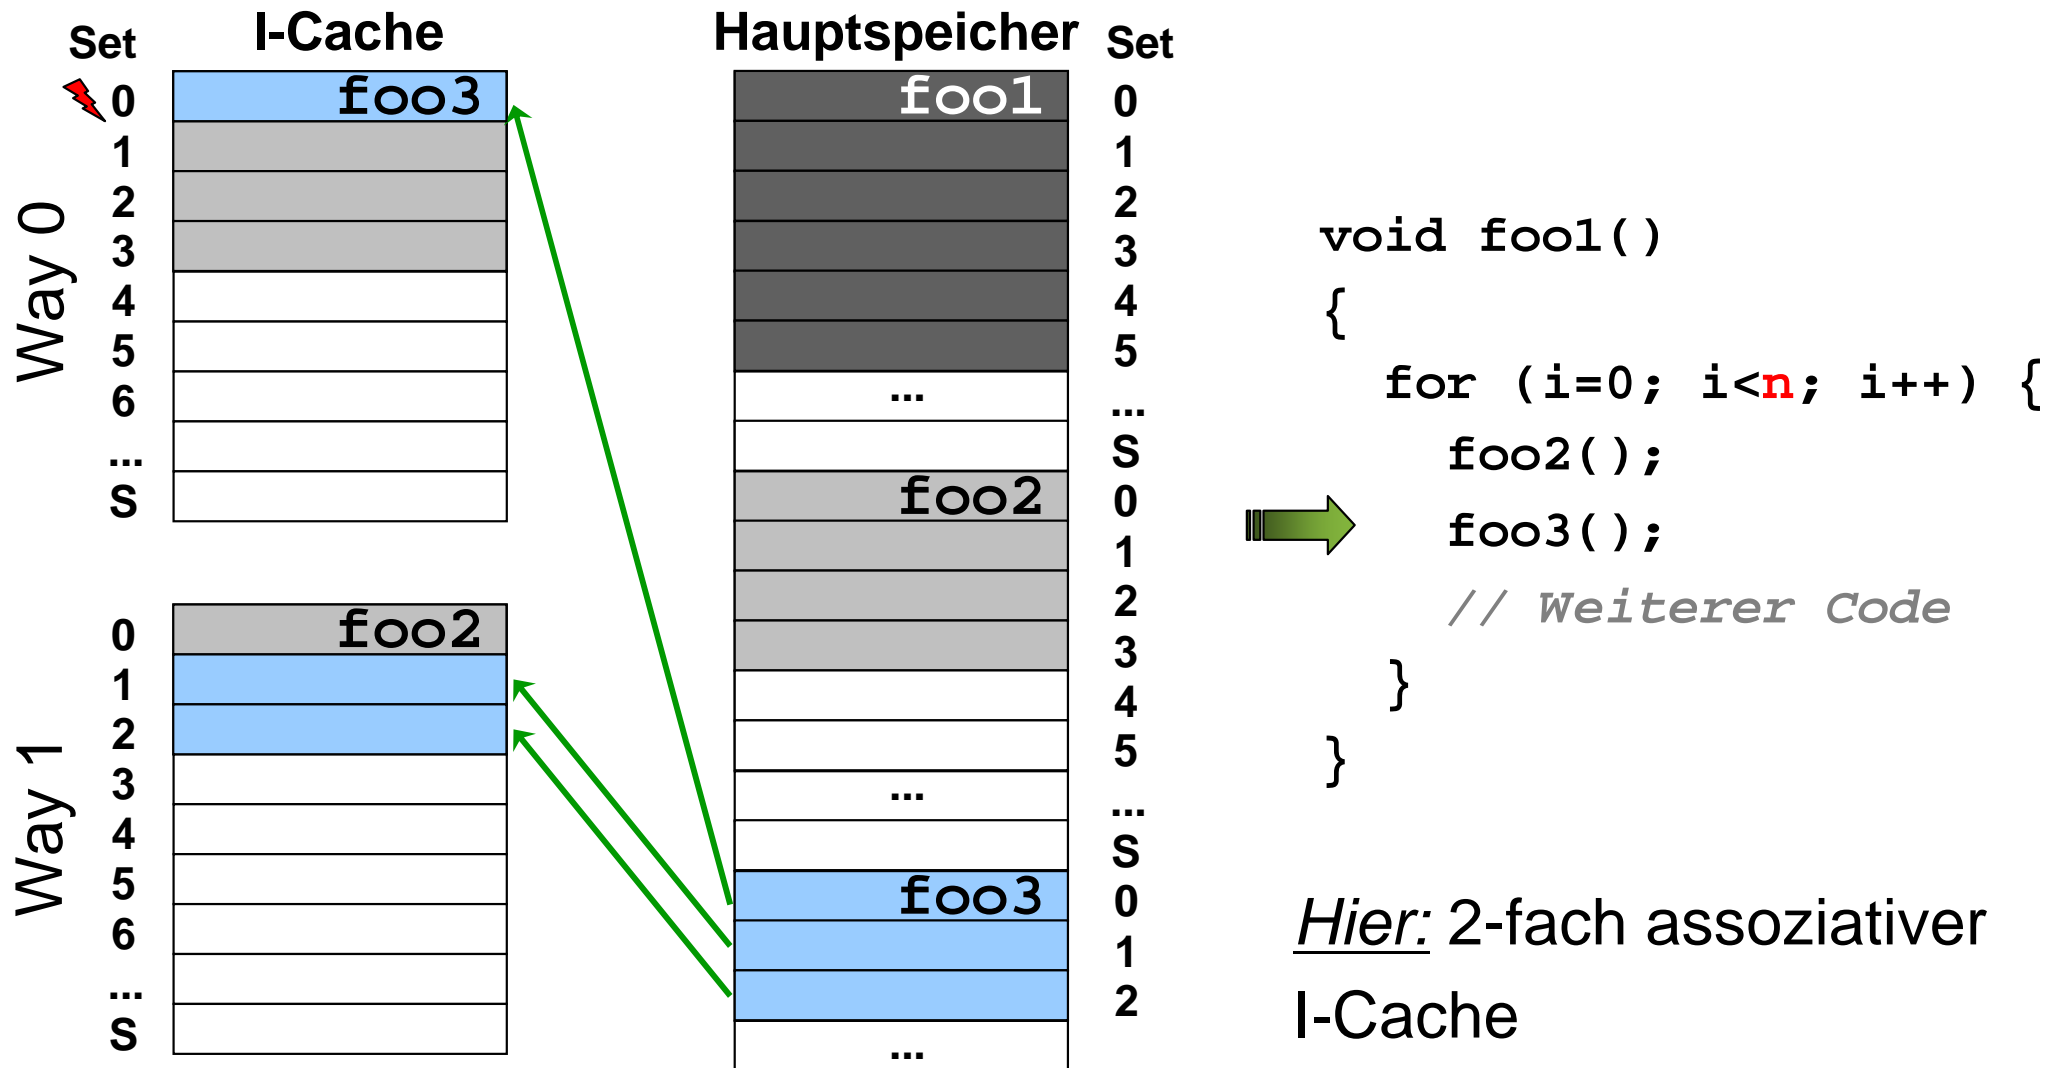 I-Cache
Set
foo3
0
1
2
3
4
5
6
...
S
Way 0
foo2
0
1
2
3
4
5
6
...
S
Way 1
Hauptspeicher
Set
foo1
0
1
2
3
4
5
...
...
S
foo2
0
1
2
3
4
5
...
...
S
foo3
0
1
2
...
void foo1()
{
for (i=0; i<n; i++) {
foo2();
foo3();
// Weiterer Code
}
}
Hier: 2-fach assoziativer
I-Cache